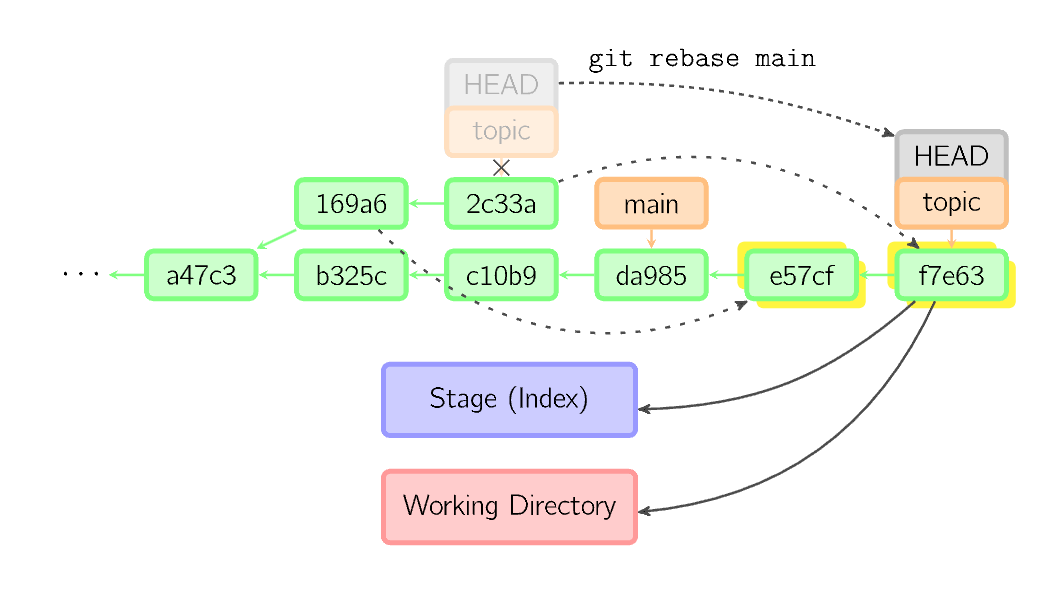 git rebase main
HEAD
topic
HEAD
topic
169a6
2c33a
main
...
a47c3
b325c
c10b9
da985
e57cf
f7e63
Stage (Index)
Working Directory